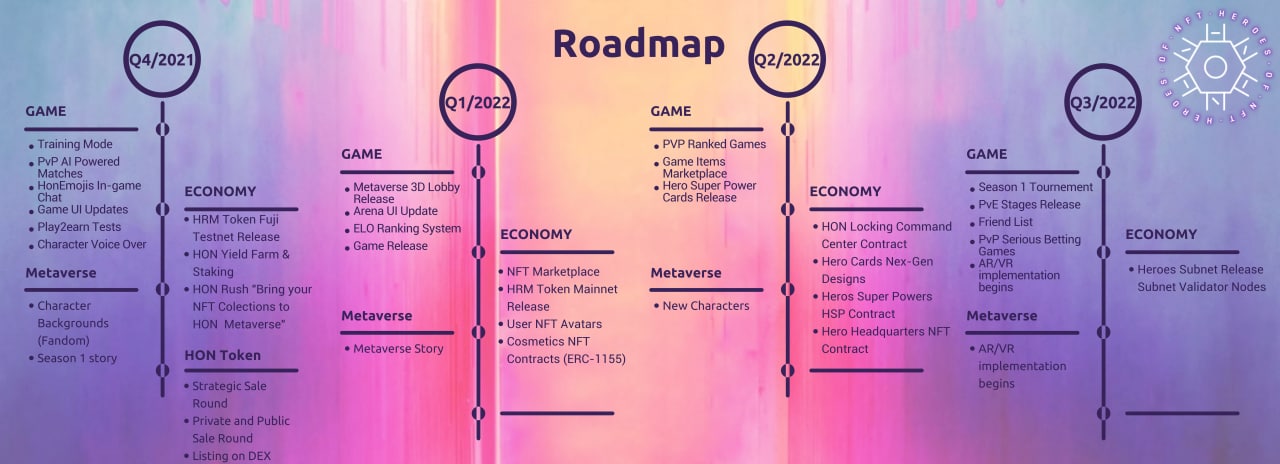 Roadmap
HEROES · OF · NFT · HEROES · OF · NFT ·
Q4/2021
GAME
• Training Mode
• PvP AI Powered
Matches
• HonEmojis In-game
Chat
• Game UI Updates
• Play2earn Tests
• Character Voice Over
Metaverse
• Character
Backgrounds
(Fandom)
• Season 1 story
ECONOMY
• HRM Token Fuji
Testnet Release
• HON Yield Farm &
Staking
• HON Rush "Bring your
NFT Colections to
HON Metaverse"
HON Token
• Strategic Sale
Round
• Private and Public
Sale Round
• Listing on DEX
Q1/2022
GAME
• Metaverse 3D Lobby
Release
• Arena UI Update
• ELO Ranking System
• Game Release
Metaverse
• Metaverse Story
ECONOMY
• NFT Marketplace
• HRM Token Mainnet
Release
• User NFT Avatars
• Cosmetics NFT
Contracts (ERC-1155)
Q2/2022
GAME
• PVP Ranked Games
• Game Items
Marketplace
• Hero Super Power
Cards Release
Metaverse
• New Characters
ECONOMY
• HON Locking Command
Center Contract
• Hero Cards Nex-Gen
Designs
• Heros Super Powers
HSP Contract
• Hero Headquarters NFT
Contract
Q3/2022
GAME
• Season 1 Tournement
• PvE Stages Release
• Friend List
• PvP Serious Betting
Games
• AR/VR
implementation
begins
Metaverse
• AR/VR
implementation
begins
ECONOMY
• Heroes Subnet Release
Subnet Validator Nodes